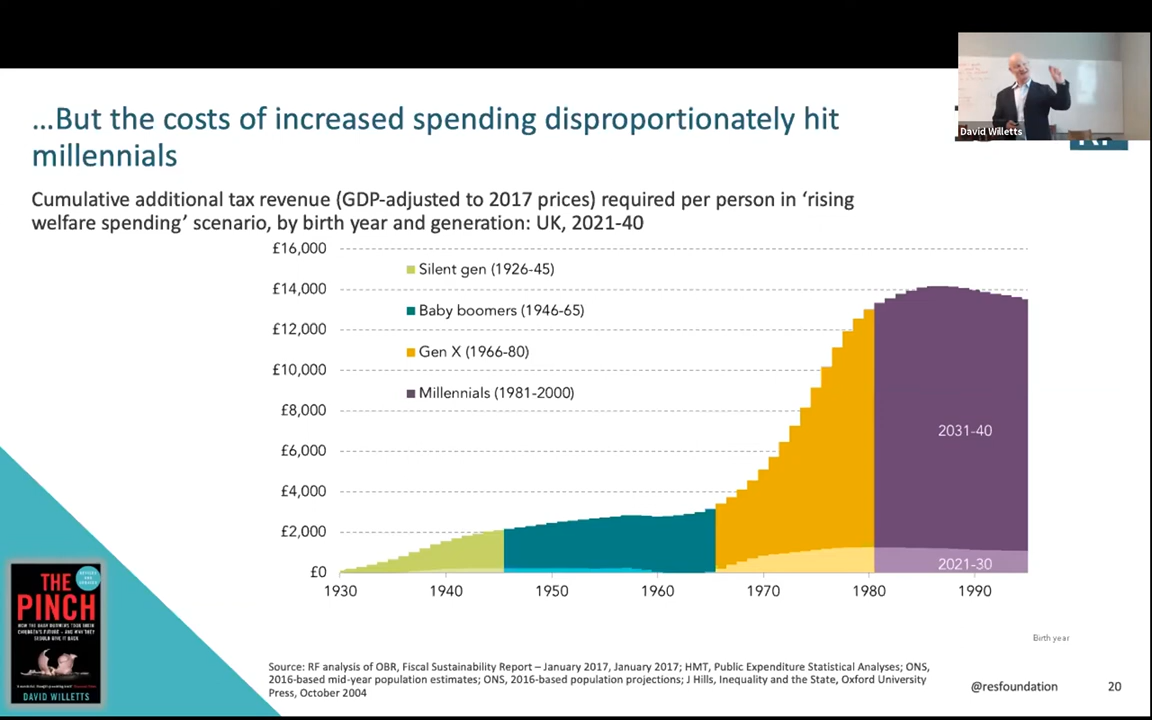 David Willetts
...But the costs of increased spending disproportionately hit
millennials
Cumulative additional tax revenue (GDP-adjusted to 2017 prices) required per person in ‘rising
welfare spending’ scenario, by birth year and generation: UK, 2021-40
£16,000
£14,000
£12,000
£10,000
£8,000
£6,000
£4,000
£2,000
£0
Silent gen (1926-45)
Baby boomers (1946-65)
Gen X (1966-80)
Millennials (1981-2000)
2031-40
2021-30
1930
1940
1950
1960
1970
1980
1990
Birth year
THE
PINCH
HOW THE BABY BOOMERS TOOK THEIR
CHILDREN'S FUTURE – AND WHY THEY
SHOULD GIVE IT BACK
DAVID WILLETTS
Source: RF analysis of OBR, Fiscal Sustainability Report – January 2017, January 2017; HMT, Public Expenditure Statistical Analyses; ONS,
2016-based mid-year population estimates; ONS, 2016-based population projections; J Hills, Inequality and the State, Oxford University
Press, October 2004
@resfoundation
20